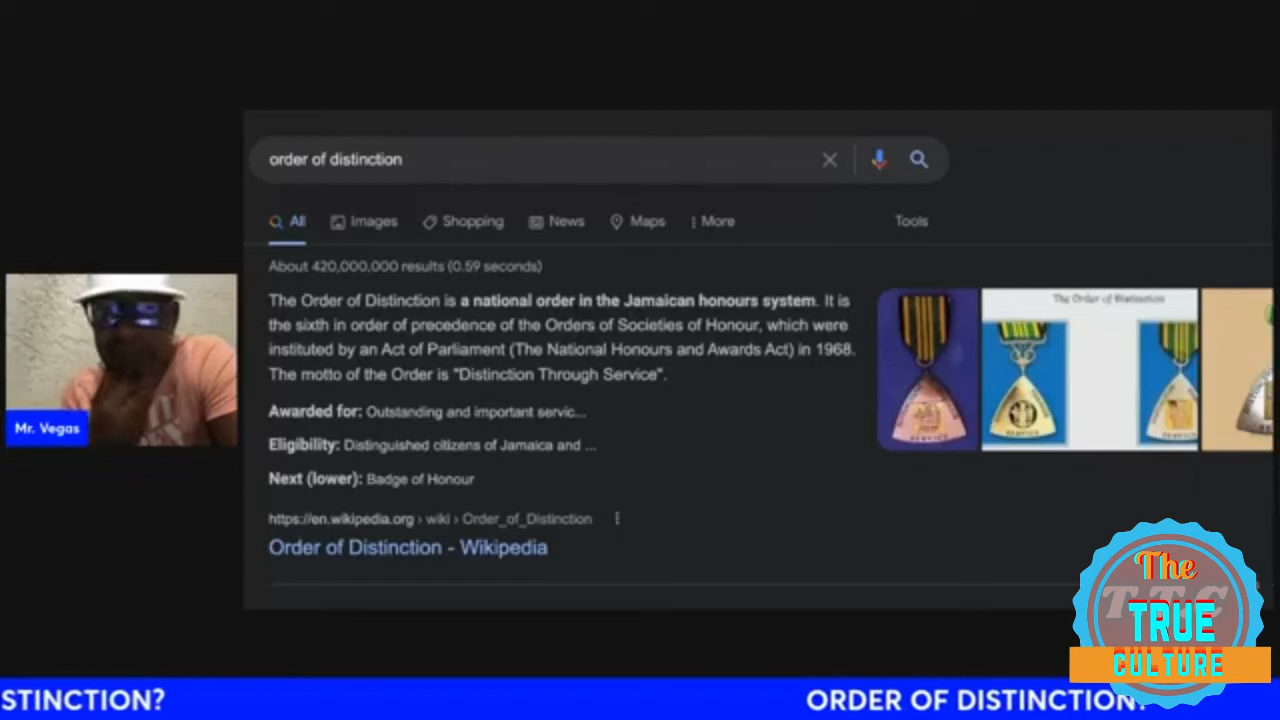 order of distinction
All Images Shopping News Maps More Tools
About 420,000,000 results (0.59 seconds)
The Order of Distinction is a national order in the Jamaican honours system. It is
the sixth in order of precedence of the Orders of Societies of Honour, which were
instituted by an Act of Parliament (The National Honours and Awards Act) in 1968.
The motto of the Order is "Distinction Through Service".
Awarded for: Outstanding and important servic...
Eligibility: Distinguished citizens of Jamaica and ...
Next (lower): Badge of Honour
https://en.wikipedia.org › wiki › Order_of_Distinction
Order of Distinction - Wikipedia
The Order of Distinction
SERVICE
SERVICE
SERVICE
Mr. Vegas
The
TTC
TRUE
CULTURE
STINCTION? ORDER OF DISTINCTION?